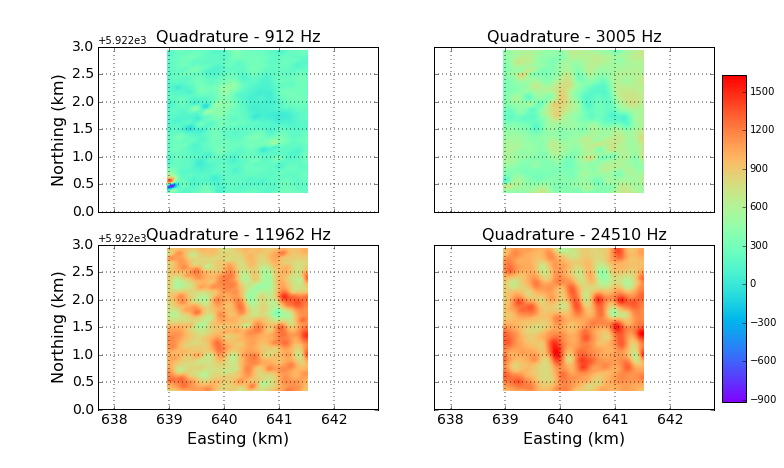 +5.922e3 Quadrature - 912 Hz
Quadrature - 3005 Hz
3.0
2.5
2.0
1.5
1.0
0.5
0.0
Northing (km)
+5.922e3 Quadrature - 11962 Hz
Quadrature - 24510 Hz
3.0
2.5
2.0
1.5
1.0
0.5
0.0
Northing (km)
638 639 640 641 642
Easting (km)
638 639 640 641 642
Easting (km)
1500
1200
900
600
300
0
−300
−600
−900